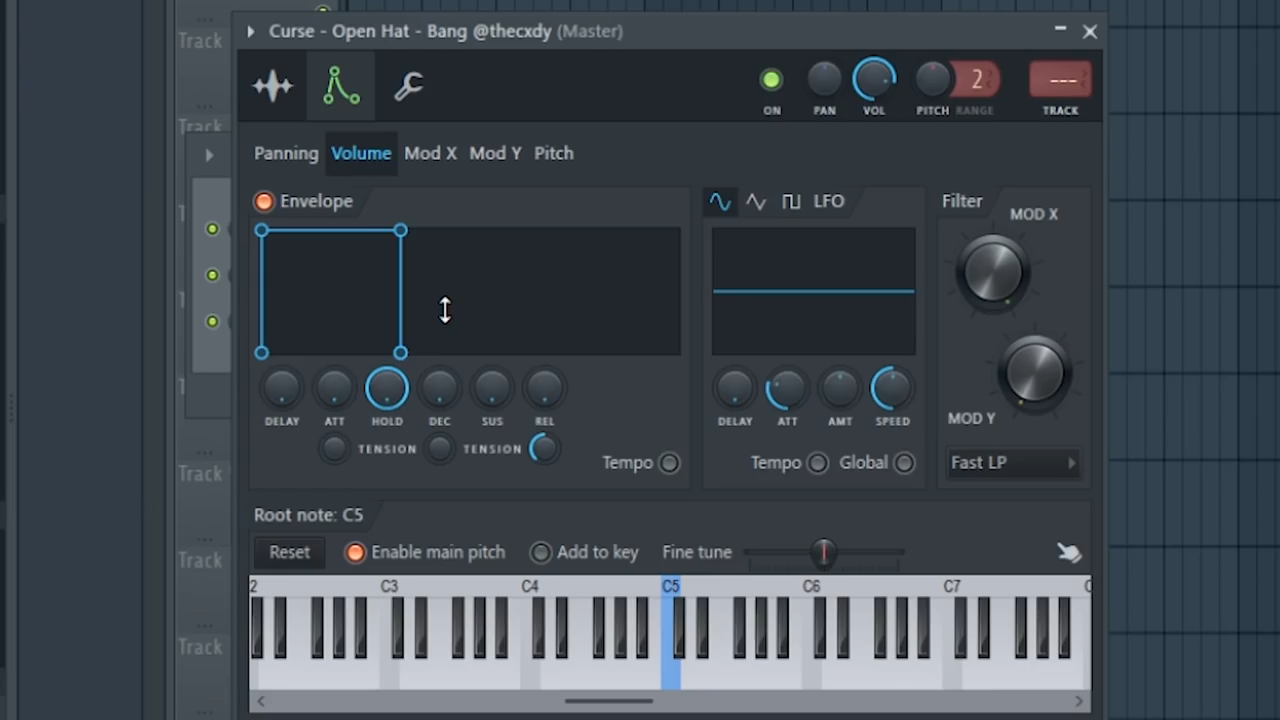 ...
Track
Curse - Open Hat - Bang @thecxdy (Master)
2
---
ON PAN VOL PITCH RANGE TRACK
...
Track
Panning Volume Mod X Mod Y Pitch
Envelope
LFO
Filter
MOD X
DELAY ATT HOLD DEC SUS REL
DELAY ATT AMT SPEED
MOD Y
TENSION TENSION
Tempo
Tempo Global
Fast LP
...
Track
Root note: C5
...
Track
Reset Enable main pitch Add to key Fine tune
2 C3 C4 C5 C6 C7
...
Track
...